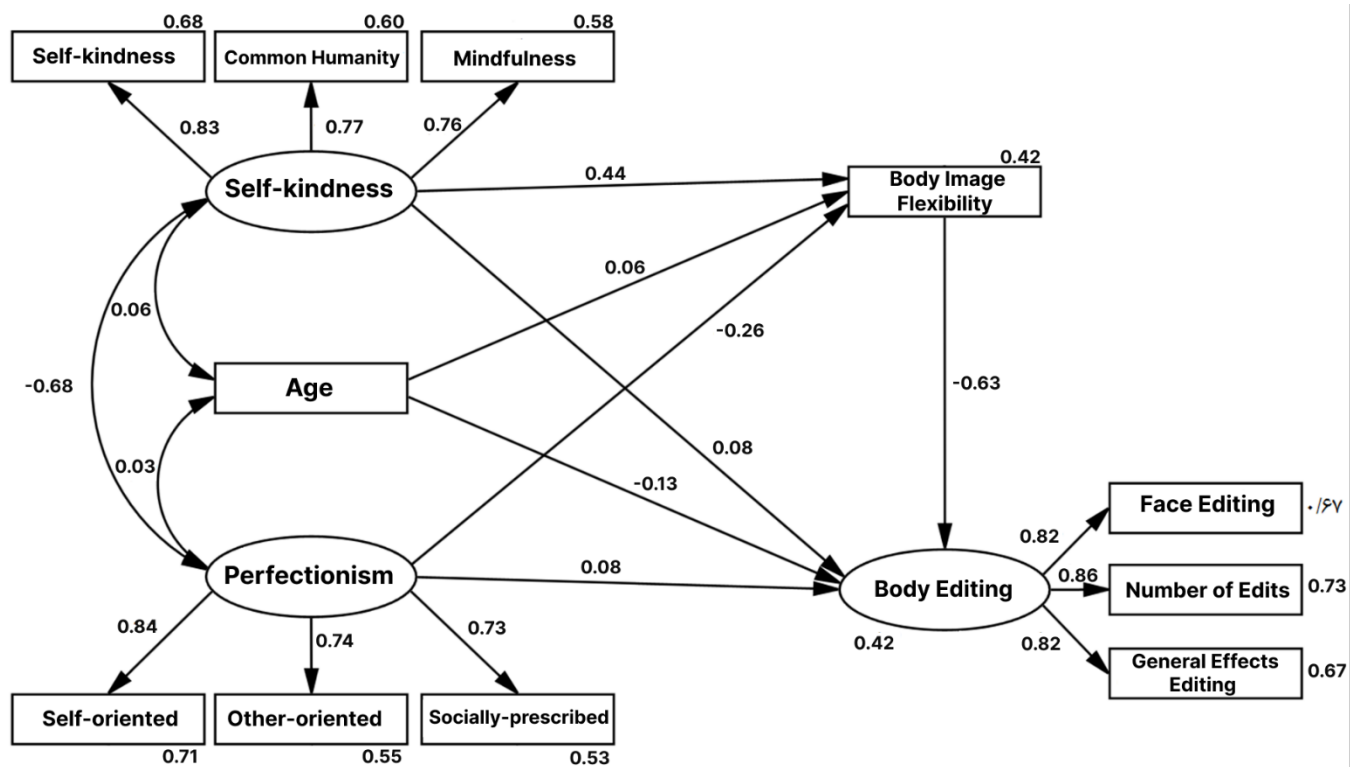 0.68
0.60
0.58
Self-kindness
Common Humanity
Mindfulness
0.83
0.77
0.76
Self-kindness
0.44
0.42
Body Image
Flexibility
0.06
0.06
-0.26
-0.68
Age
-0.63
0.03
0.08
-0.13
Perfectionism
0.08
Body Editing
0.42
0.82
Face Editing
۰/۶۷
0.86
Number of Edits
0.73
0.82
General Effects
Editing
0.67
0.84
0.74
0.73
Self-oriented
Other-oriented
Socially-prescribed
0.71
0.55
0.53